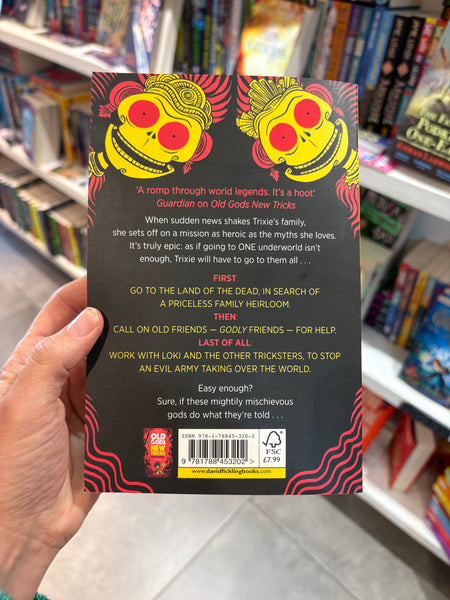 'A romp through world legends. It's a hoot'
Guardian on Old Gods New Tricks
When sudden news shakes Trixie's family,
she sets off on a mission as heroic as the myths she loves.
It's truly epic: as if going to ONE underworld isn't
enough, Trixie will have to go to them all . . .
FIRST:
GO TO THE LAND OF THE DEAD, IN SEARCH OF
A PRICELESS FAMILY HEIRLOOM.
THEN:
CALL ON OLD FRIENDS — GODLY FRIENDS — FOR HELP.
LAST OF ALL:
WORK WITH LOKI AND THE OTHER TRICKSTERS, TO STOP
AN EVIL ARMY TAKING OVER THE WORLD.
Easy enough?
Sure, if these mightily mischievous
gods do what they're told . . .
OLD
GODS
NEW
TRICKS
ISBN 978-1-78845-320-2
9 781788 453202 >
FSC
£7.99
www.davidficklingbooks.com